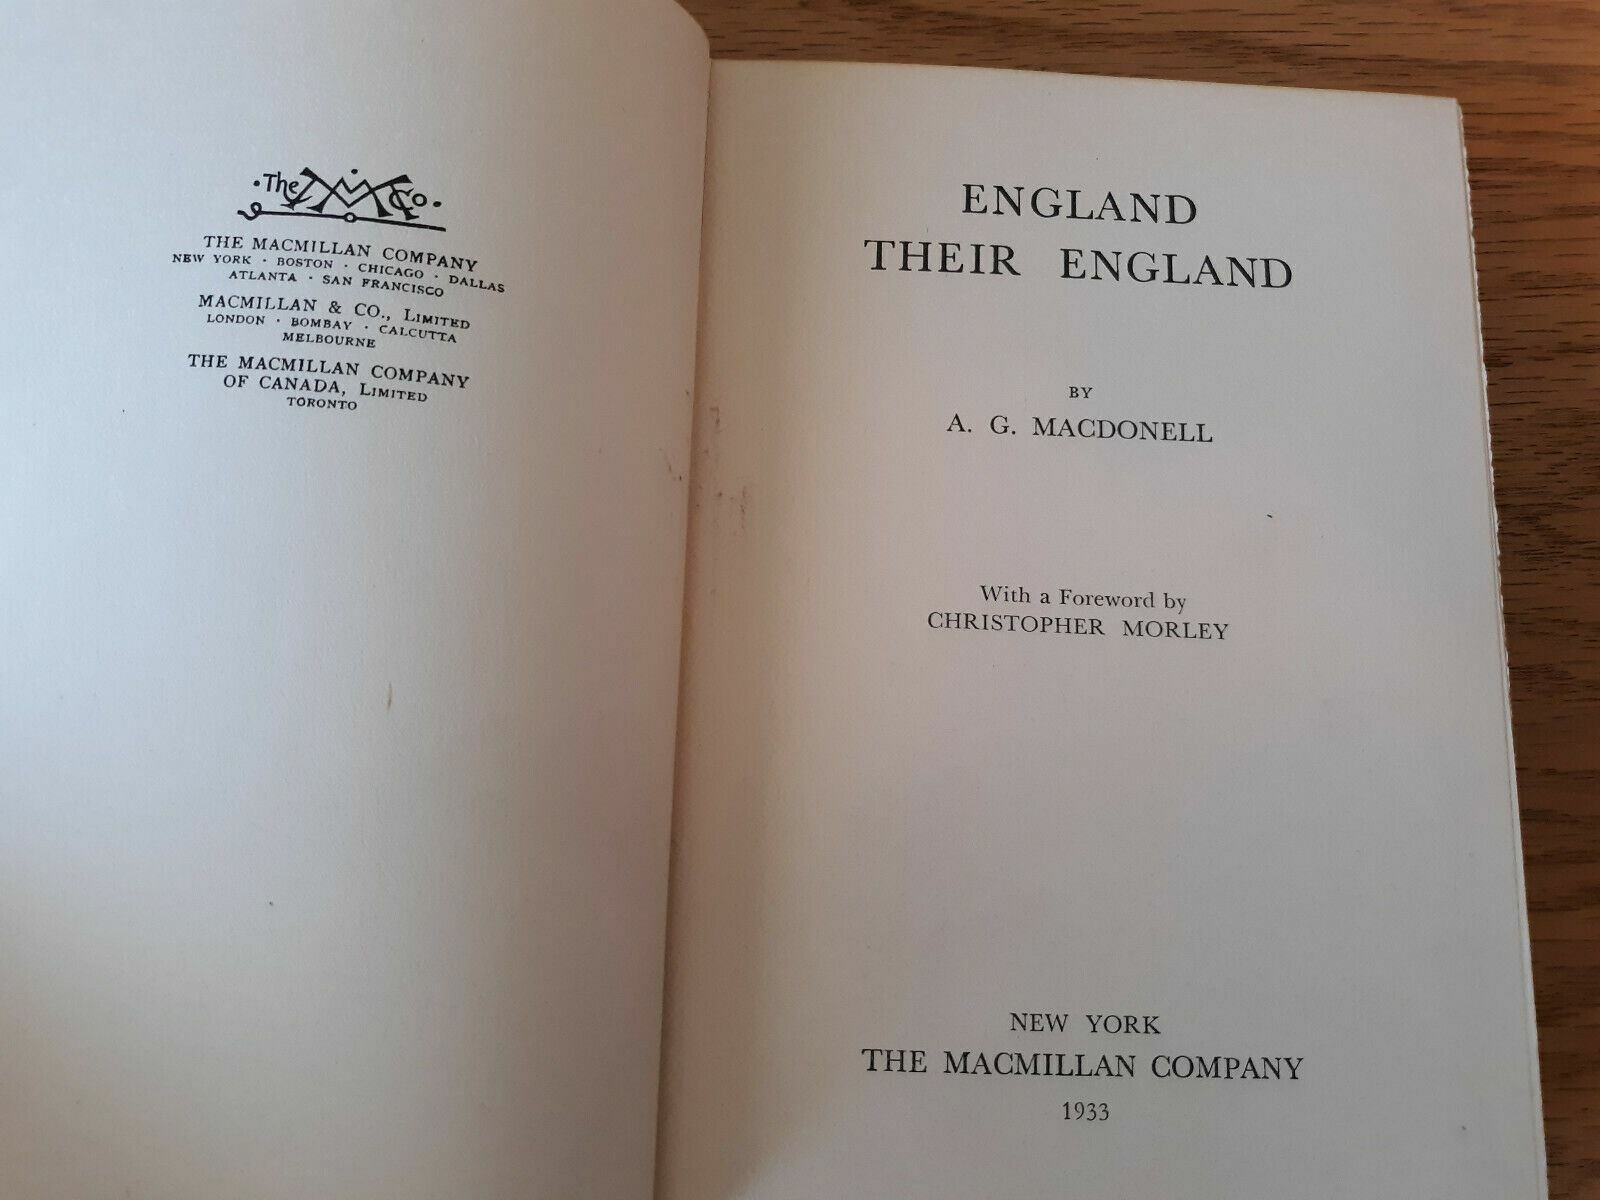 The MM Co.
THE MACMILLAN COMPANY
NEW YORK · BOSTON · CHICAGO · DALLAS
ATLANTA · SAN FRANCISCO
MACMILLAN & CO., LIMITED
LONDON · BOMBAY · CALCUTTA
MELBOURNE
THE MACMILLAN COMPANY
OF CANADA, LIMITED
TORONTO
ENGLAND
THEIR ENGLAND
BY
A. G. MACDONELL
With a Foreword by
CHRISTOPHER MORLEY
NEW YORK
THE MACMILLAN COMPANY
1933